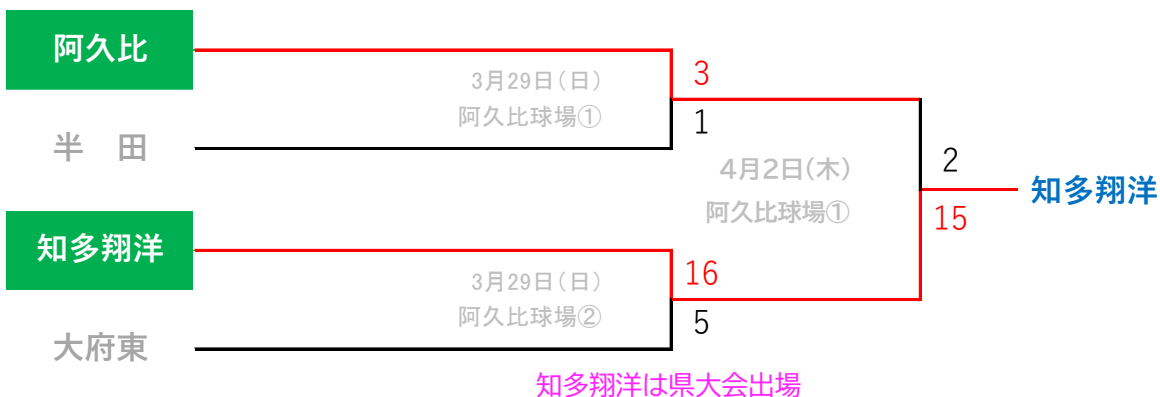 阿久比
3月29日(日)
阿久比球場①
3
1
半　田
4月2日(木)
阿久比球場①
2
15
知多翔洋
知多翔洋
3月29日(日)
阿久比球場②
16
5
大府東
知多翔洋は県大会出場